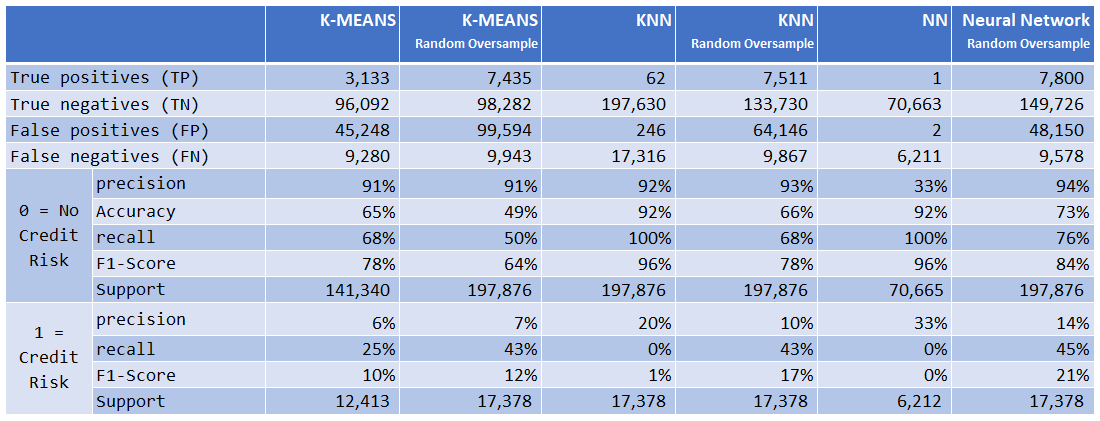 K-MEANS K-MEANS KNN KNN NN Neural Network
Random Oversample Random Oversample Random Oversample
True positives (TP) 3,133 7,435 62 7,511 1 7,800
True negatives (TN) 96,092 98,282 197,630 133,730 70,663 149,726
False positives (FP) 45,248 99,594 246 64,146 2 48,150
False negatives (FN) 9,280 9,943 17,316 9,867 6,211 9,578
0 = No Credit Risk
precision 91% 91% 92% 93% 33% 94%
Accuracy 65% 49% 92% 66% 92% 73%
recall 68% 50% 100% 68% 100% 76%
F1-Score 78% 64% 96% 78% 96% 84%
Support 141,340 197,876 197,876 197,876 70,665 197,876
1 = Credit Risk
precision 6% 7% 20% 10% 33% 14%
recall 25% 43% 0% 43% 0% 45%
F1-Score 10% 12% 1% 17% 0% 21%
Support 12,413 17,378 17,378 17,378 6,212 17,378